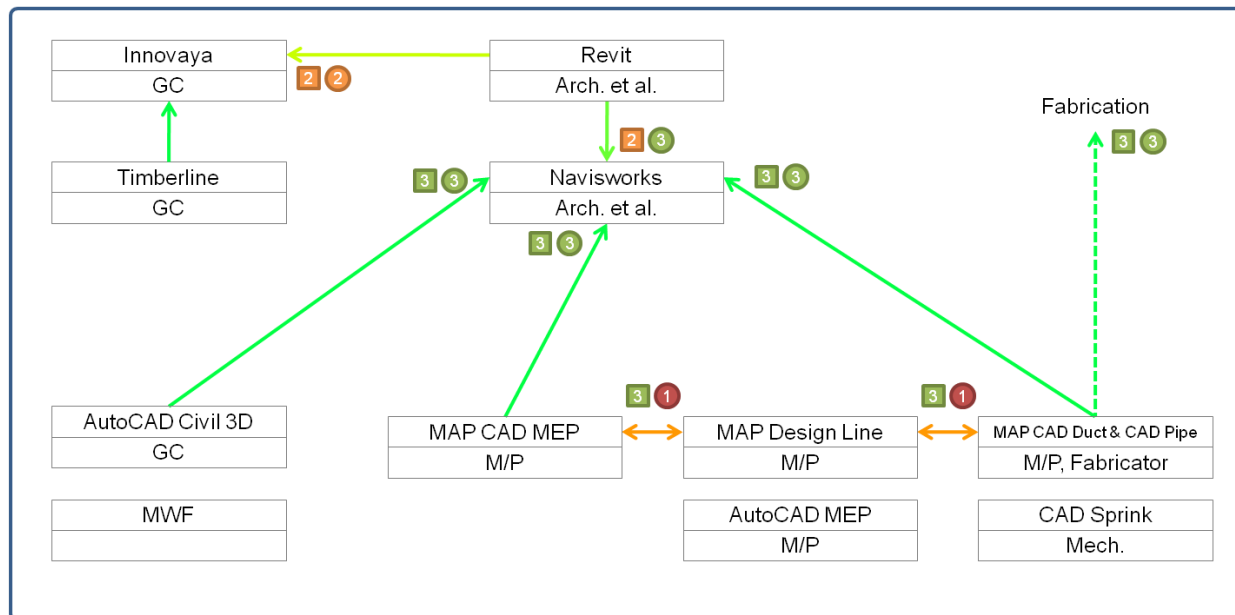 Innovaya
GC
Revit
Arch. et al.
2 2
2 3
Fabrication
3 3
Timberline
GC
3 3
Navisworks
Arch. et al.
3 3
3 3
3 1
3 1
AutoCAD Civil 3D
GC
MAP CAD MEP
M/P
MAP Design Line
M/P
MAP CAD Duct & CAD Pipe
M/P, Fabricator
MWF
AutoCAD MEP
M/P
CAD Sprink
Mech.